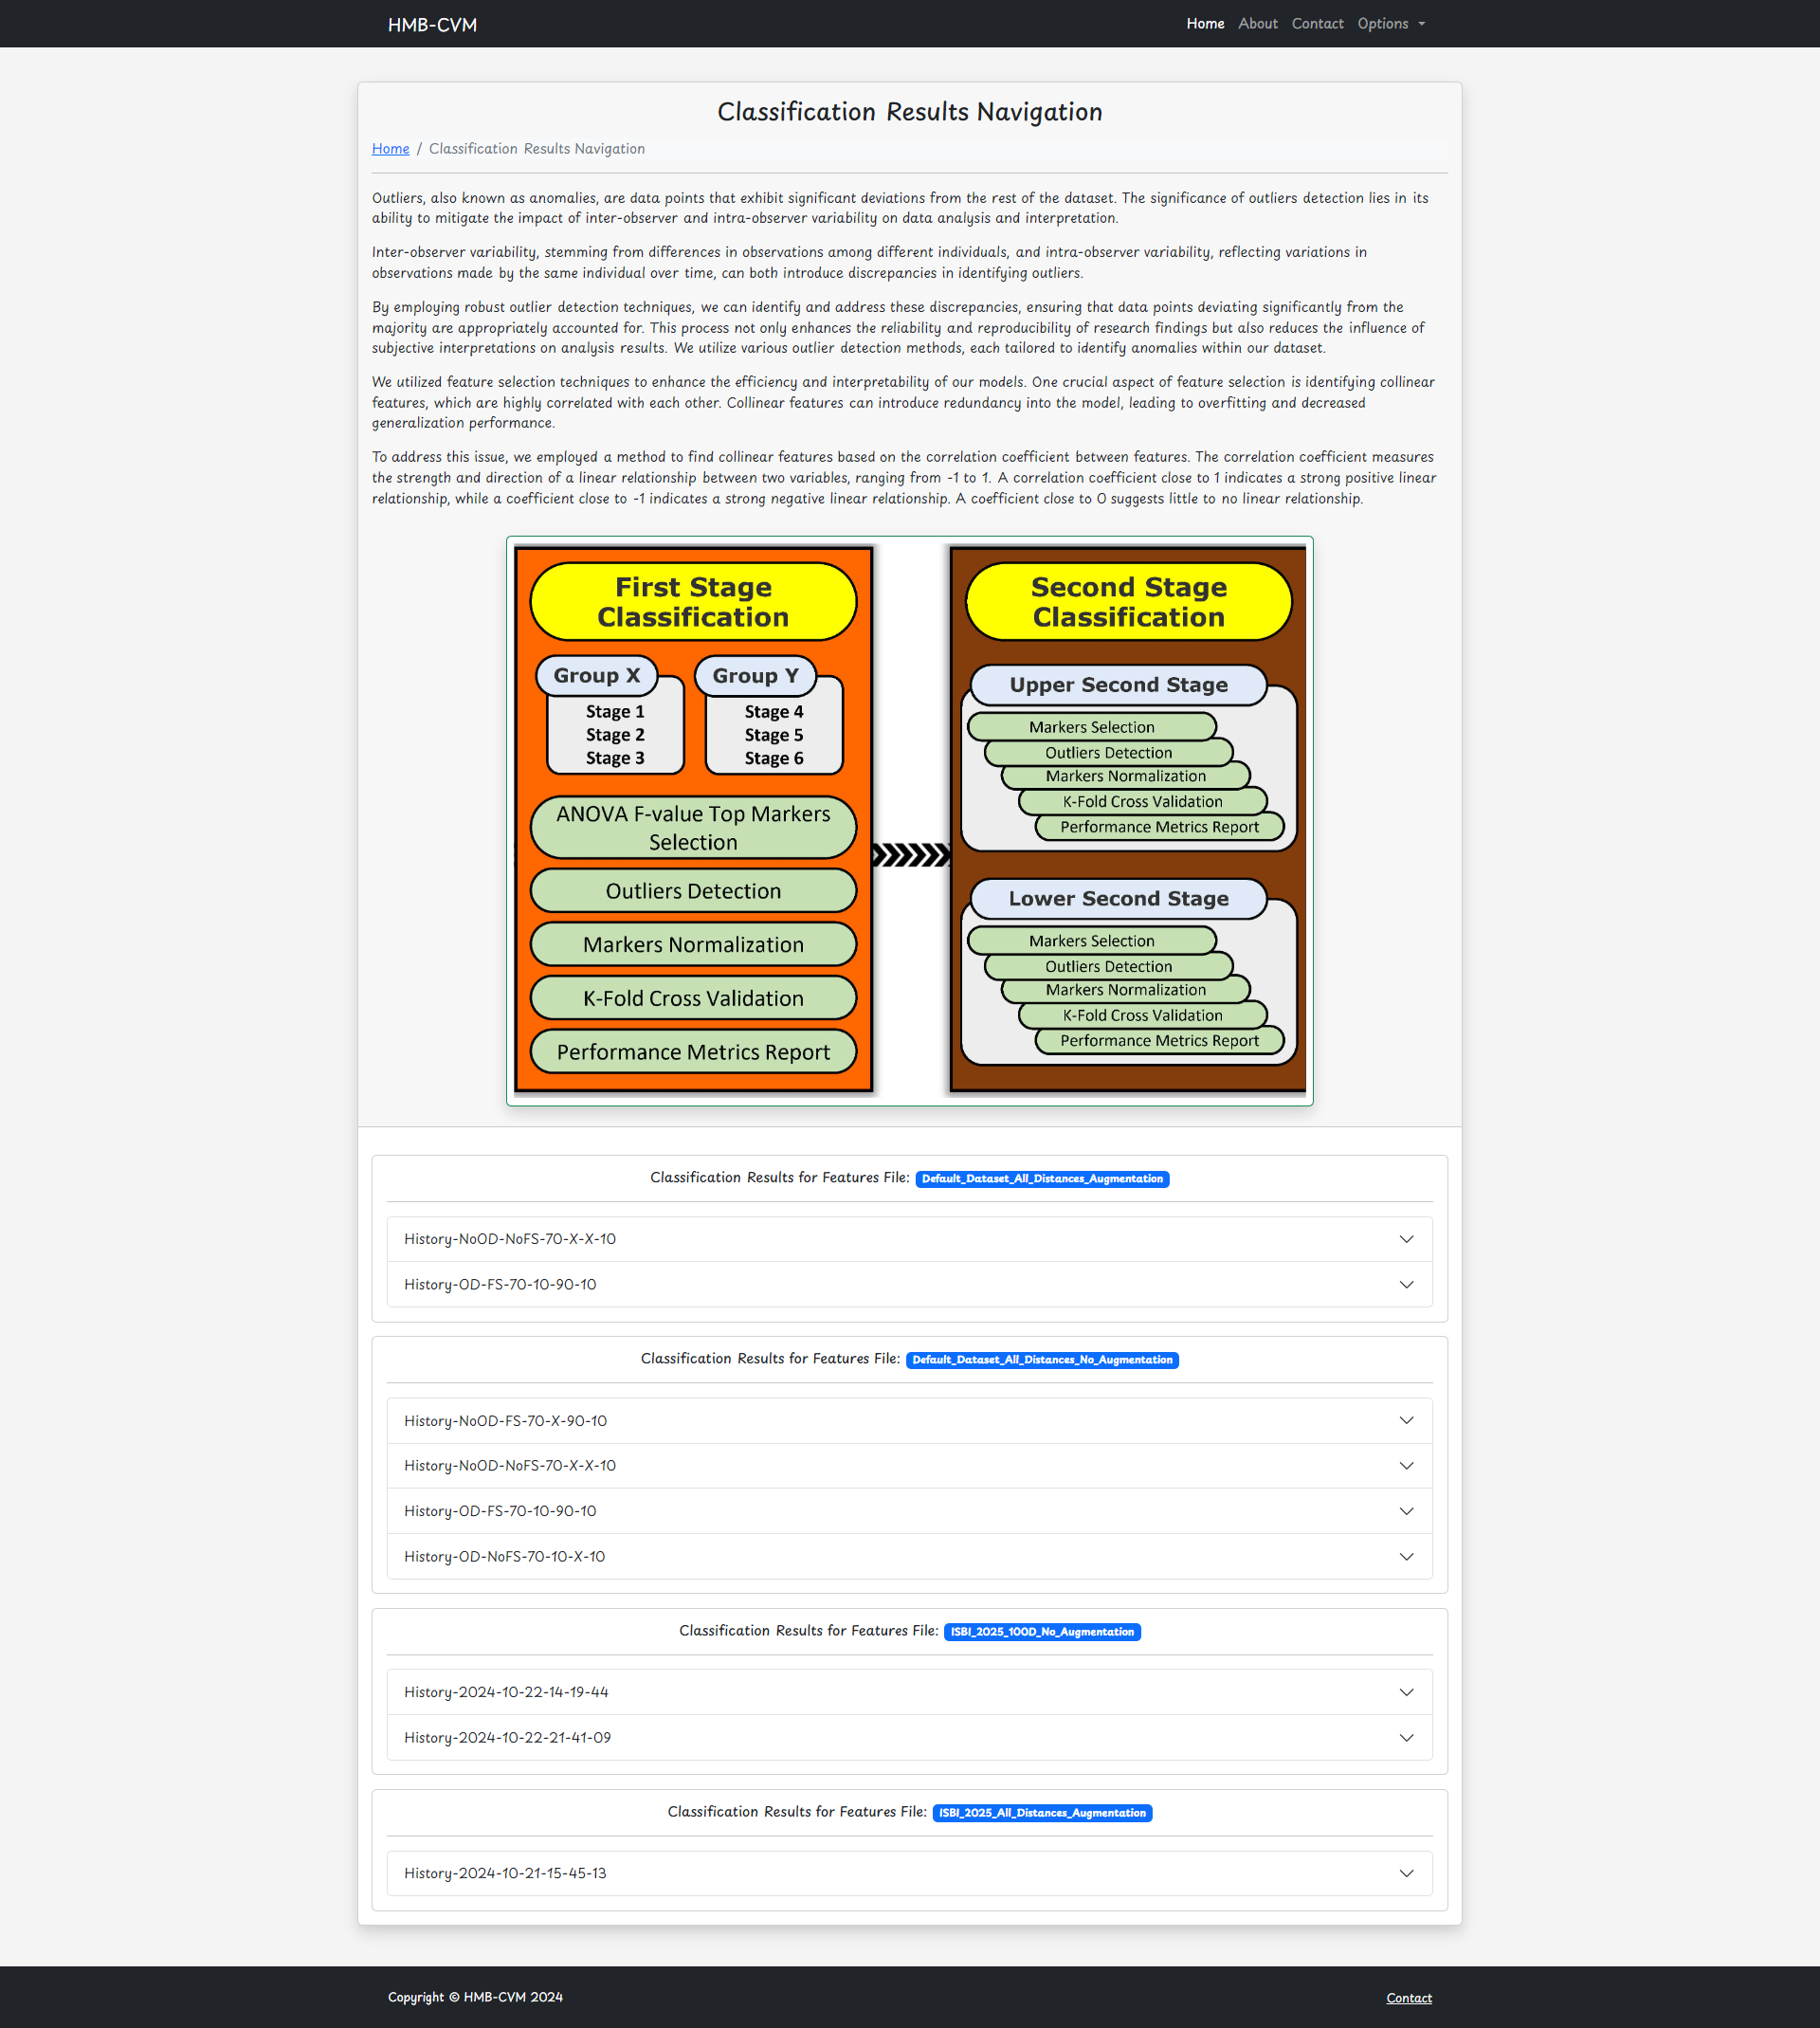 HMB-CVM
Home About Contact Options
Classification Results Navigation
Home / Classification Results Navigation
Outliers, also known as anomalies, are data points that exhibit significant deviations from the rest of the dataset. The significance of outliers detection lies in its
ability to mitigate the impact of inter-observer and intra-observer variability on data analysis and interpretation.
Inter-observer variability, stemming from differences in observations among different individuals, and intra-observer variability, reflecting variations in
observations made by the same individual over time, can both introduce discrepancies in identifying outliers.
By employing robust outlier detection techniques, we can identify and address these discrepancies, ensuring that data points deviating significantly from the
majority are appropriately accounted for. This process not only enhances the reliability and reproducibility of research findings but also reduces the influence of
subjective interpretations on analysis results. We utilize various outlier detection methods, each tailored to identify anomalies within our dataset.
We utilized feature selection techniques to enhance the efficiency and interpretability of our models. One crucial aspect of feature selection is identifying collinear
features, which are highly correlated with each other. Collinear features can introduce redundancy into the model, leading to overfitting and decreased
generalization performance.
To address this issue, we employed a method to find collinear features based on the correlation coefficient between features. The correlation coefficient measures
the strength and direction of a linear relationship between two variables, ranging from -1 to 1. A correlation coefficient close to 1 indicates a strong positive linear
relationship, while a coefficient close to -1 indicates a strong negative linear relationship. A coefficient close to 0 suggests little to no linear relationship.
First Stage
Classification
Group X
Stage 1
Stage 2
Stage 3
Group Y
Stage 4
Stage 5
Stage 6
ANOVA F-value Top Markers
Selection
Outliers Detection
Markers Normalization
K-Fold Cross Validation
Performance Metrics Report
Second Stage
Classification
Upper Second Stage
Markers Selection
Outliers Detection
Markers Normalization
K-Fold Cross Validation
Performance Metrics Report
Lower Second Stage
Markers Selection
Outliers Detection
Markers Normalization
K-Fold Cross Validation
Performance Metrics Report
Classification Results for Features File: Default_Dataset_All_Distances_Augmentation
History-NoOD-NoFS-70-X-X-10
History-OD-FS-70-10-90-10
Classification Results for Features File: Default_Dataset_All_Distances_No_Augmentation
History-NoOD-FS-70-X-90-10
History-NoOD-NoFS-70-X-X-10
History-OD-FS-70-10-90-10
History-OD-NoFS-70-10-X-10
Classification Results for Features File: ISBI_2025_100D_No_Augmentation
History-2024-10-22-14-19-44
History-2024-10-22-21-41-09
Classification Results for Features File: ISBI_2025_All_Distances_Augmentation
History-2024-10-21-15-45-13
Copyright © HMB-CVM 2024
Contact